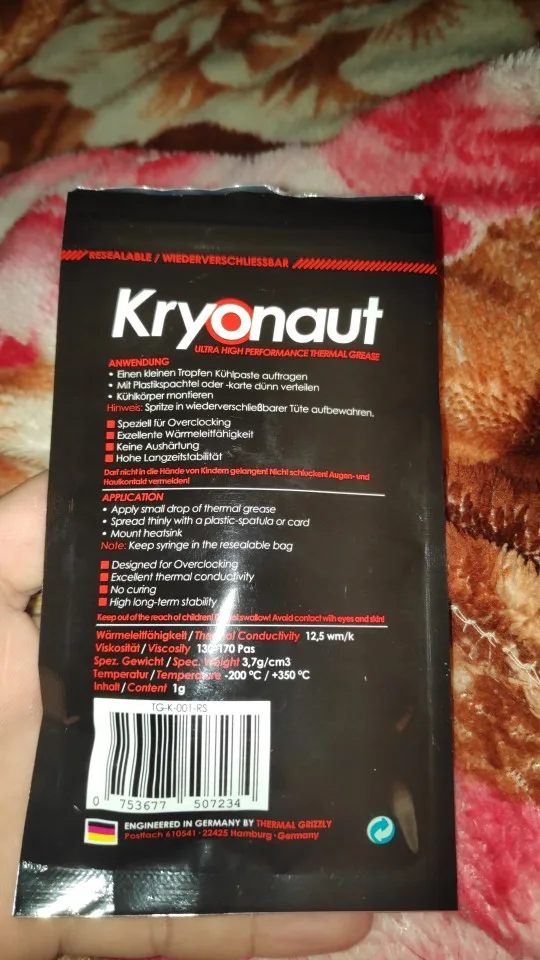 RESEALABLE / WIEDERVERSCHLIESSBAR
Kryonaut
ULTRA HIGH PERFORMANCE THERMAL GREASE
ANWENDUNG
• Einen kleinen Tropfen Kühlpaste auftragen
• Mit Plastikspachtel oder -karte dünn verteilen
• Kühlkörper montieren
Hinweis: Spritze in wiederverschließbarer Tüte aufbewahren.
Speziell für Overclocking
Exzellente Wärmeleitfähigkeit
Keine Aushärtung
Hohe Langzeitstabilität
Darf nicht in die Hände von Kindern gelangen! Nicht schlucken! Augen- und
Hautkontakt vermeiden!
APPLICATION
• Apply small drop of thermal grease
• Spread thinly with a plastic-spatula or card
• Mount heatsink
Note: Keep syringe in the resealable bag
Designed for Overclocking
Excellent thermal conductivity
No curing
High long-term stability
Keep out of the reach of children! Do not swallow! Avoid contact with eyes and skin!
Wärmeleitfähigkeit / Thermal Conductivity 12,5 wm/k
Viskosität / Viscosity 130-170 Pas
Spez. Gewicht / Spec. Weight 3,7g/cm3
Temperatur / Temperature -200 °C / +350 °C
Inhalt / Content 1g
TG-K-001-RS
0 753677 507234
ENGINEERED IN GERMANY BY THERMAL GRIZZLY
Postfach 610541 · 22425 Hamburg · Germany